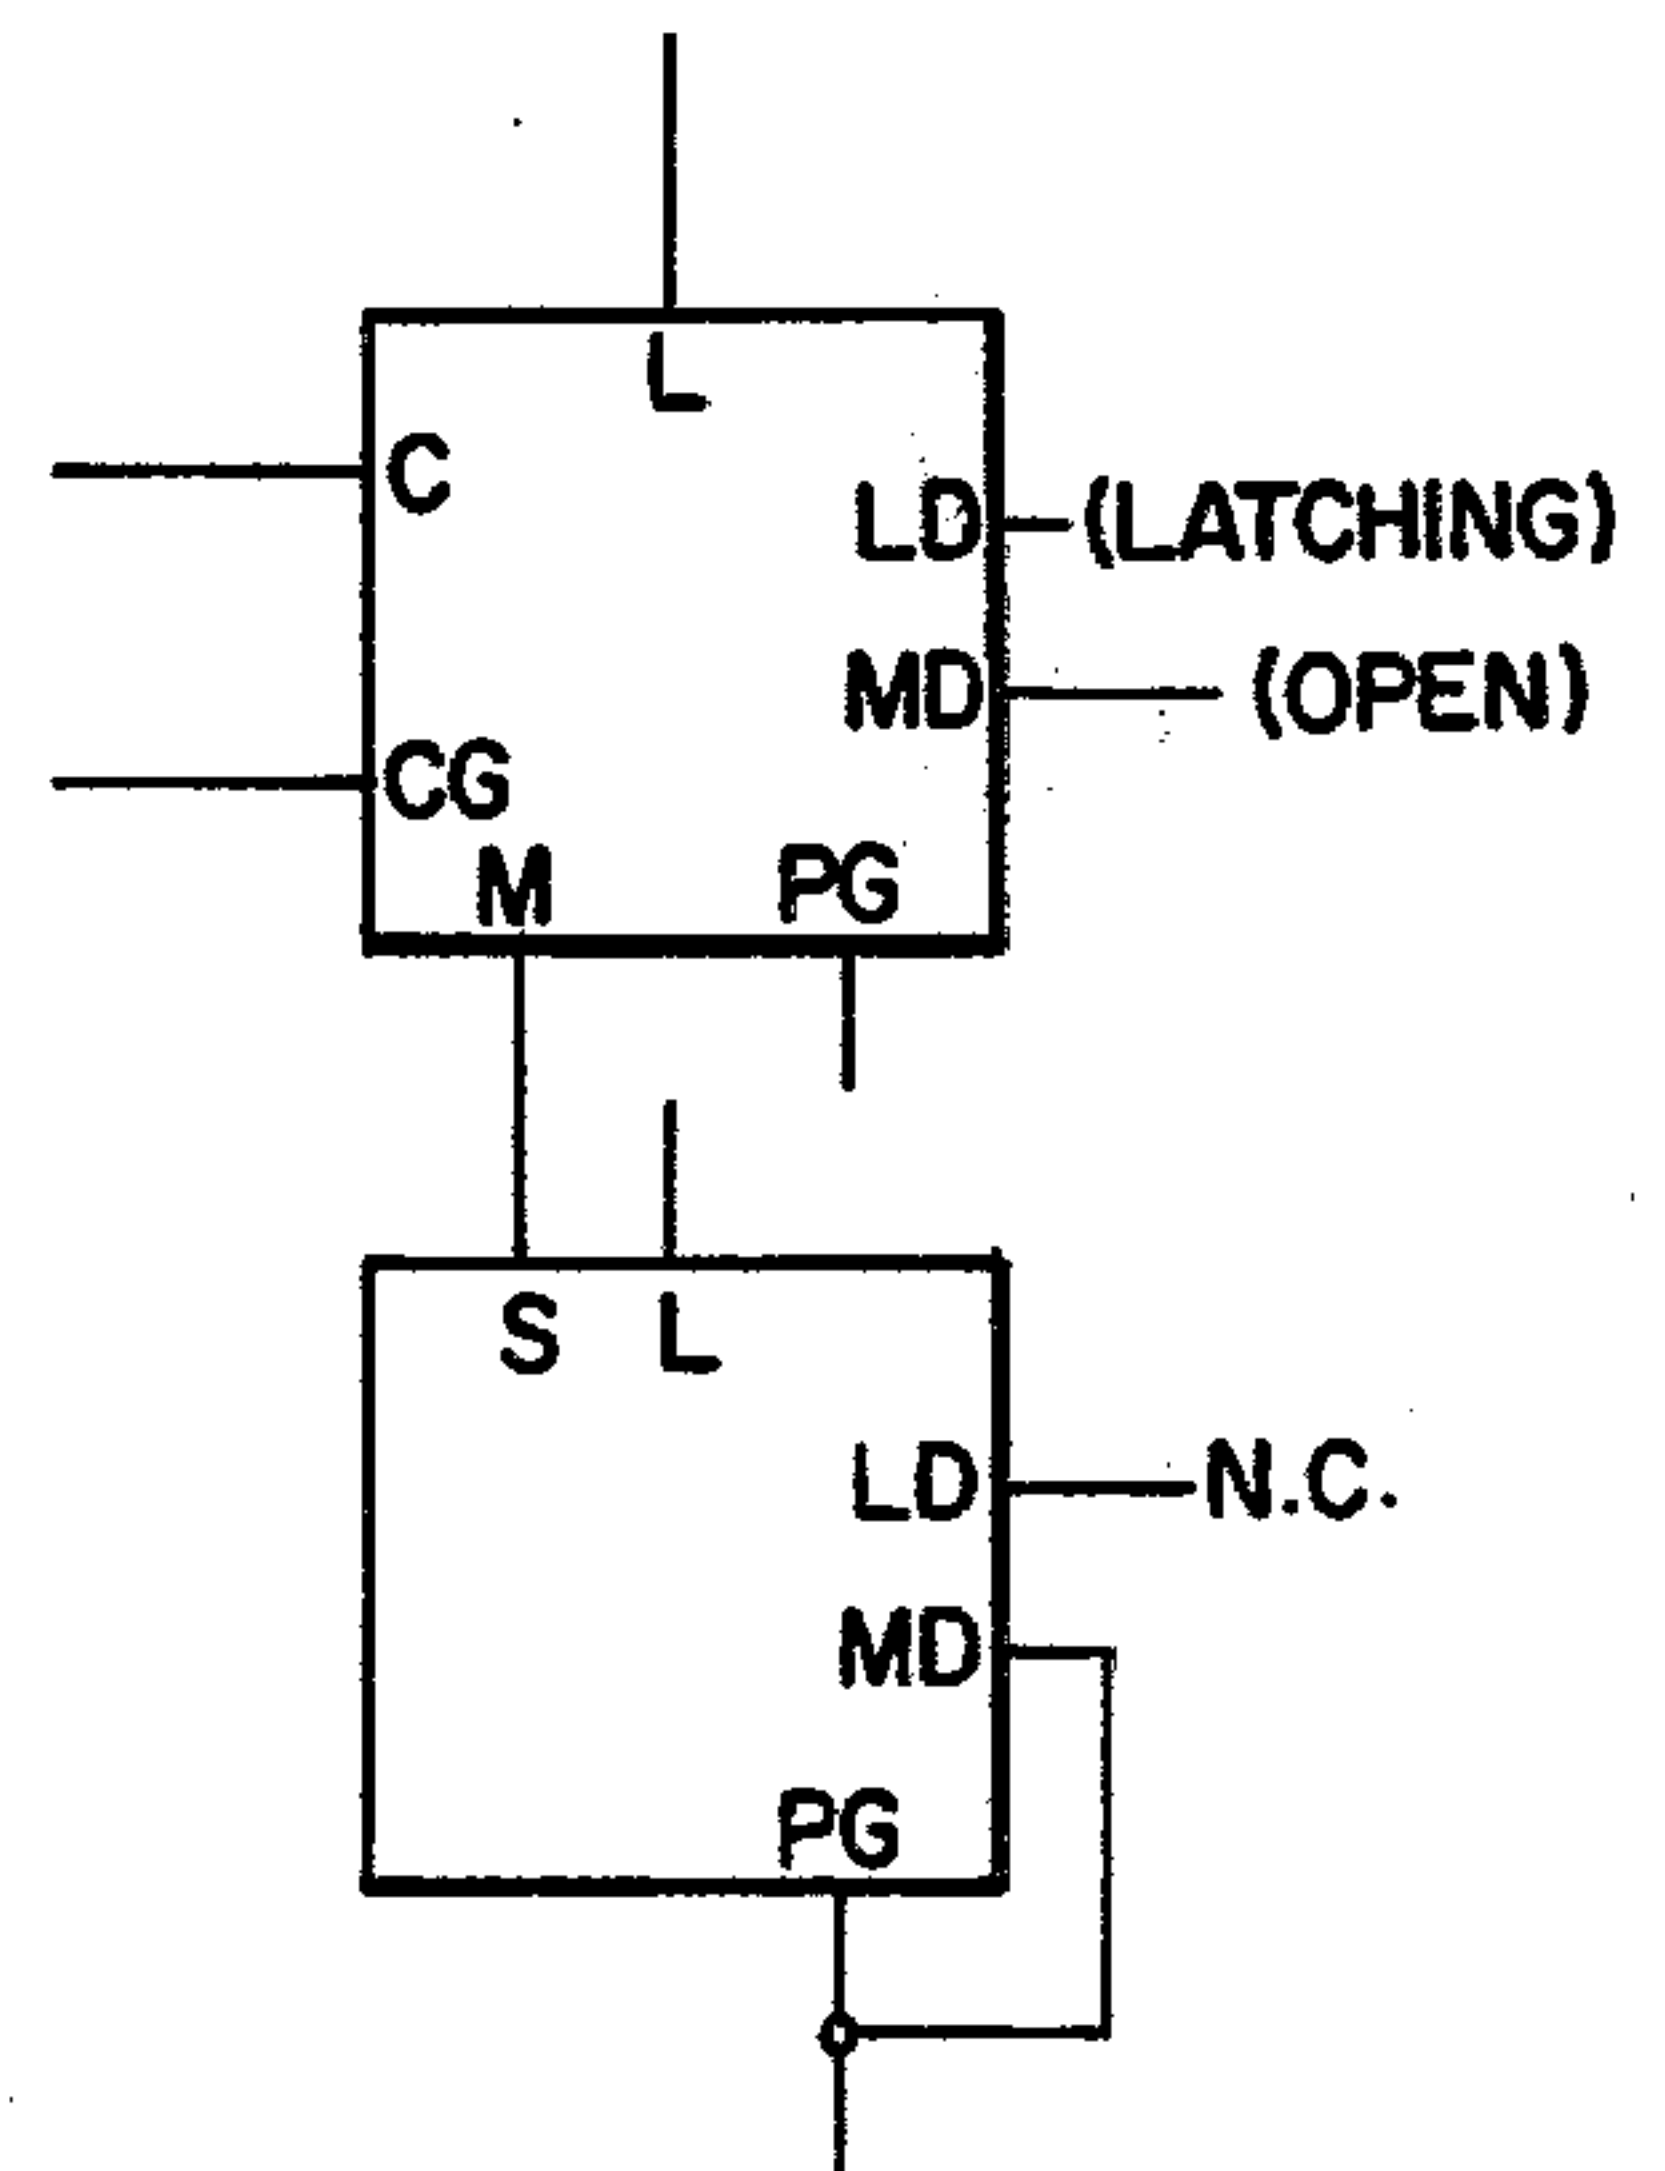 L
C
LD (LATCHING)
MD (OPEN)
CG
M PG
S L
LD N.C.
MD
PG